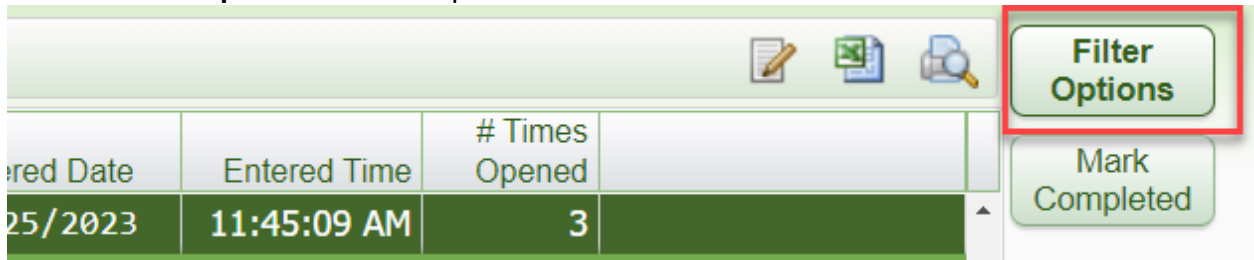 Filter
Options
ered Date
Entered Time
# Times
Opened
Mark
Completed
25/2023
11:45:09 AM
3